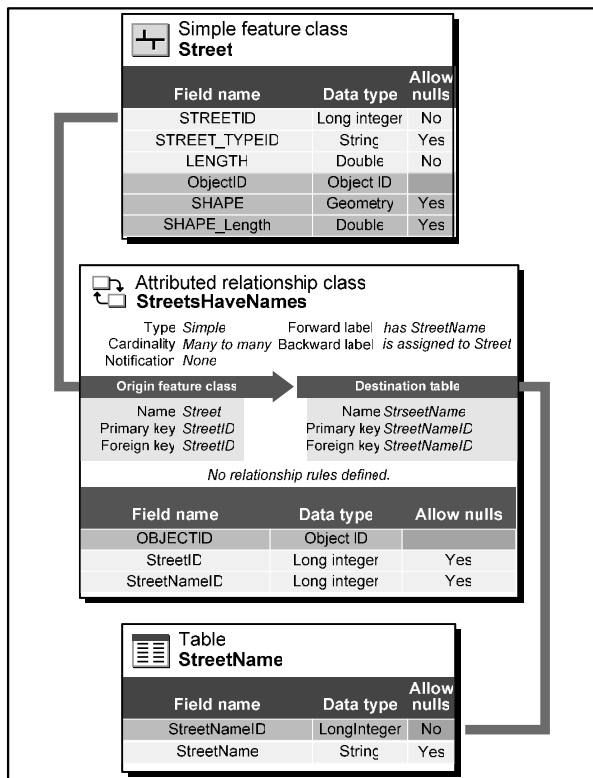 Simple feature class
Street
Field name Data type Allow nulls
STREETID Long integer No
STREET_TYPEID String Yes
LENGTH Double No
ObjectID Object ID
SHAPE Geometry Yes
SHAPE_Length Double Yes
Attributed relationship class
StreetsHaveNames
Type Simple Forward label has StreetName
Cardinality Many to many Backward label is assigned to Street
Notification None
Origin feature class Destination table
Name Street Name StrseetName
Primary key StreetID Primary key StreetNameID
Foreign key StreetID Foreign key StreetNameID
No relationship rules defined.
Field name Data type Allow nulls
OBJECTID Object ID
StreetID Long integer Yes
StreetNameID Long integer Yes
Table
StreetName
Field name Data type Allow nulls
StreetNameID LongInteger No
StreetName String Yes